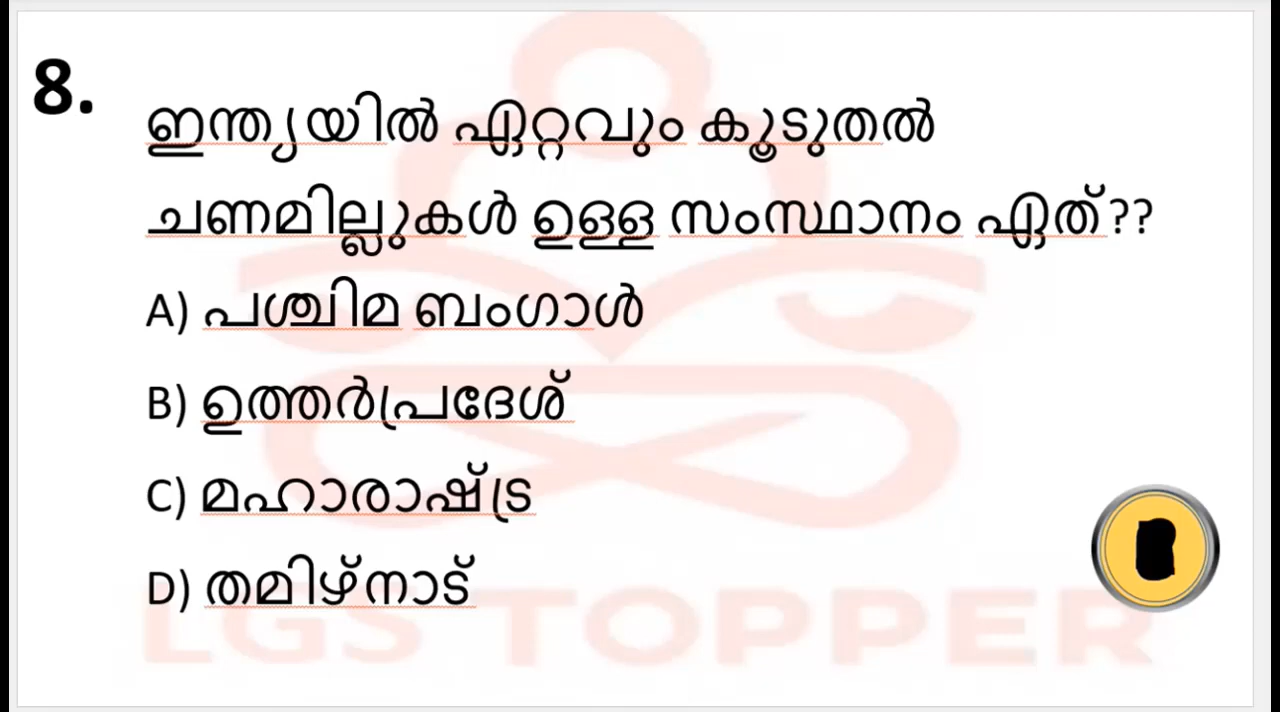 8.
ഇന്ത്യയിൽ ഏറ്റവും കൂടുതൽ
ചണമില്ലുകൾ ഉള്ള സംസ്ഥാനം ഏത്??
A) പശ്ചിമ ബംഗാൾ
B) ഉത്തർപ്രദേശ്
C) മഹാരാഷ്ട്ര
D) തമിഴ്നാട്
LGS TOPPER